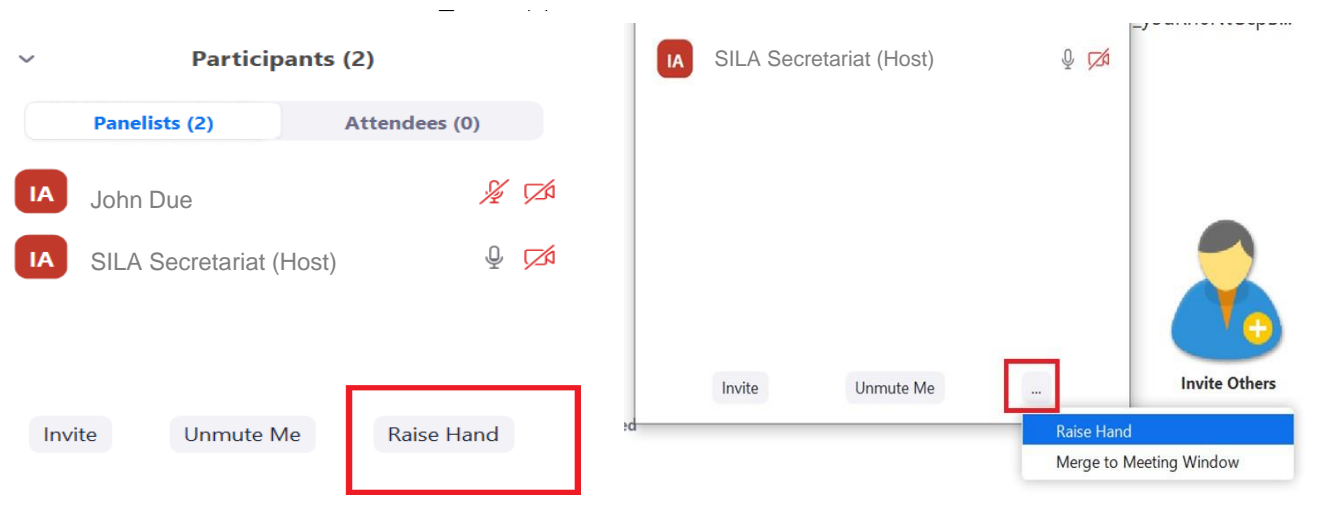 Participants (2)
Panelists (2) Attendees (0)
IA John Due
IA SILA Secretariat (Host)
Invite Unmute Me Raise Hand
IA SILA Secretariat (Host)
Invite Unmute Me ...
Invite Others
Raise Hand
Merge to Meeting Window